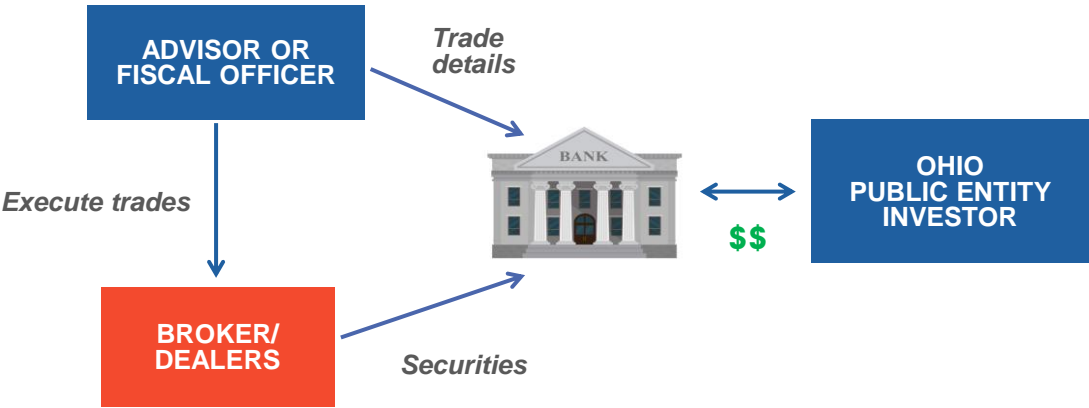 ADVISOR OR
FISCAL OFFICER
Trade
details
BANK
OHIO
PUBLIC ENTITY
INVESTOR
Execute trades
$$
BROKER/
DEALERS
Securities